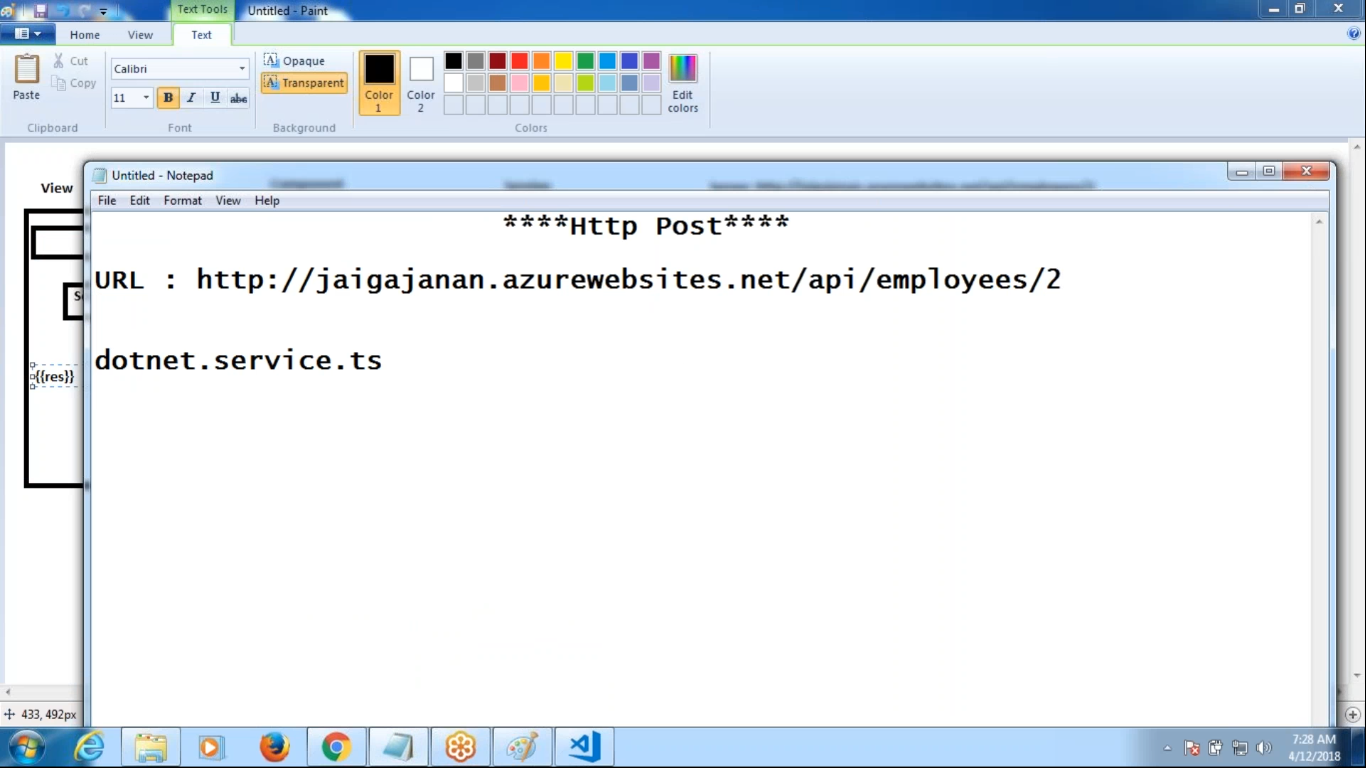 Text Tools
Untitled - Paint
Home
View
Text
Paste
Cut
Copy
Clipboard
Calibri
11
B I U abc
Font
Opaque
Transparent
Background
Color 1
Color 2
Edit colors
Colors
View
Untitled - Notepad
File Edit Format View Help
****Http Post****
URL : http://jaigajanan.azurewebsites.net/api/employees/2
dotnet.service.ts
{{res}}
433, 492px
7:28 AM
4/12/2018